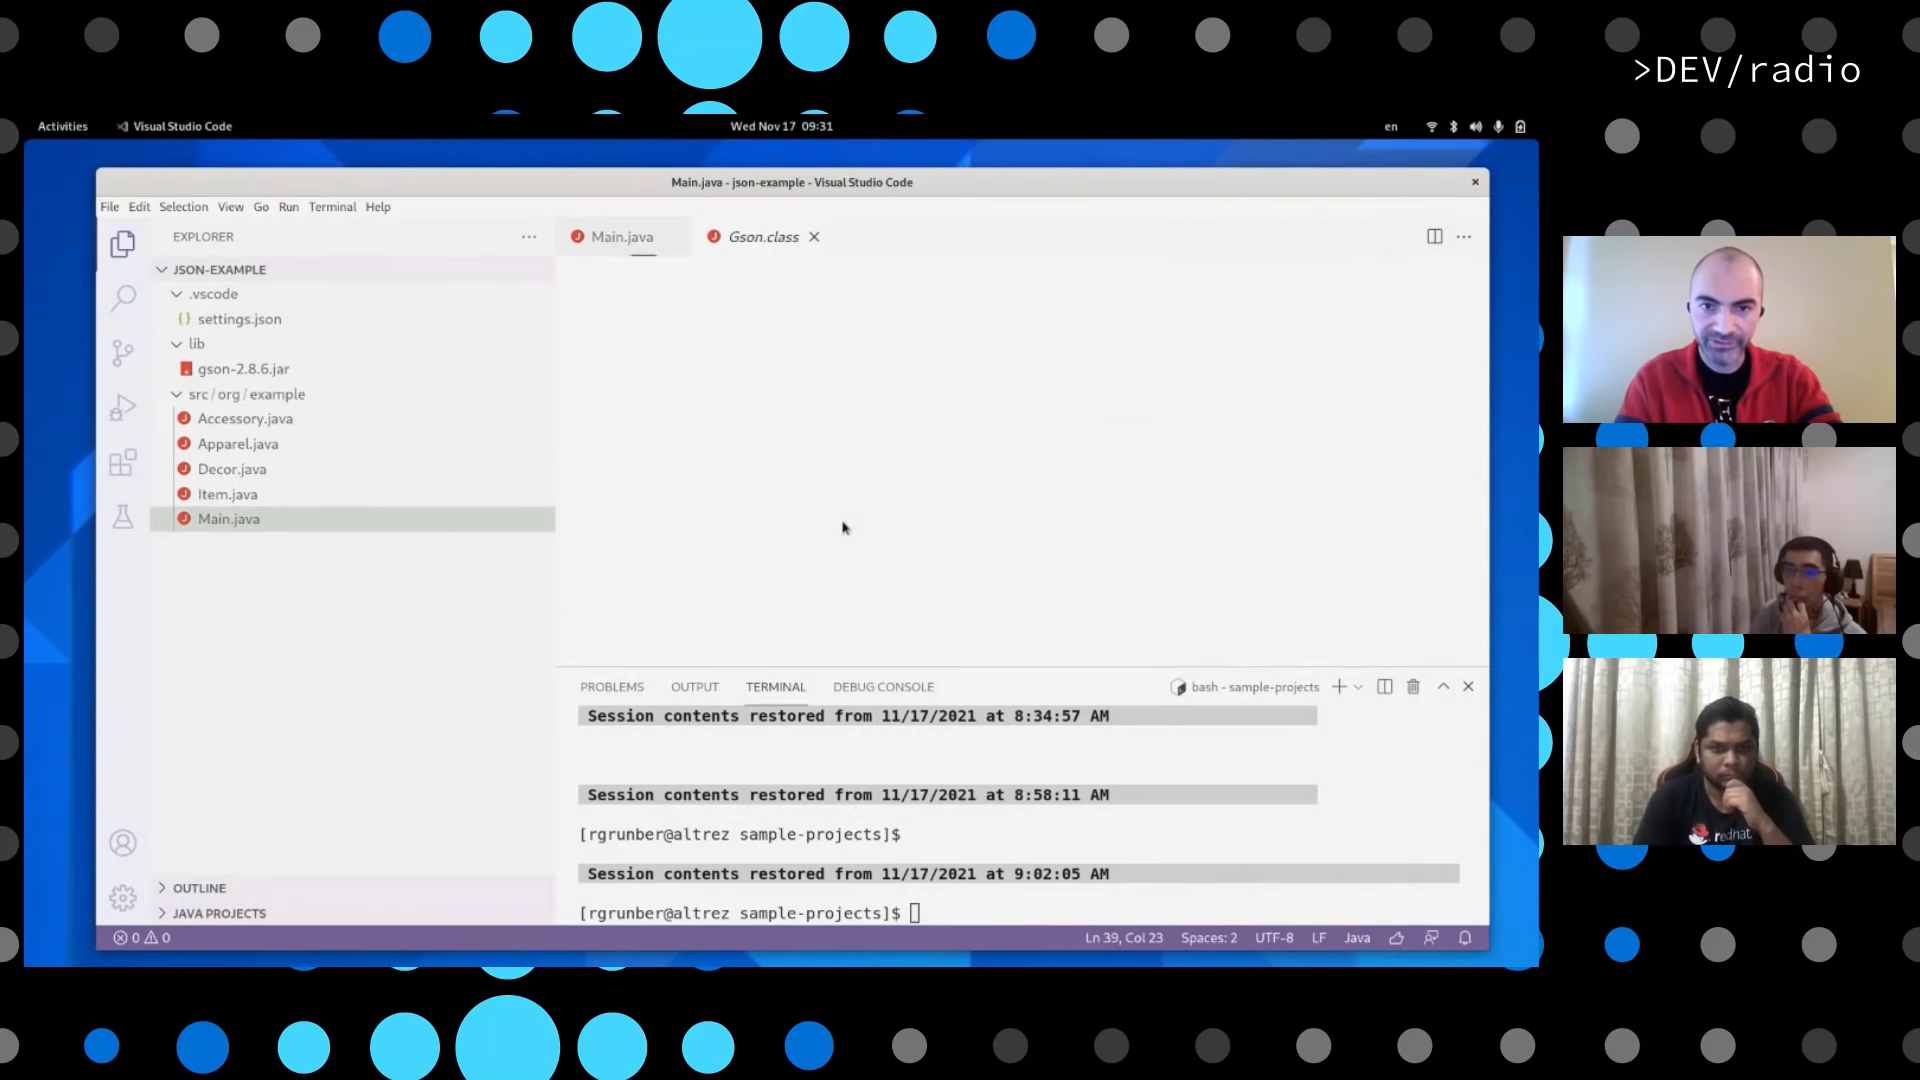 >DEV/radio
Activities Visual Studio Code Wed Nov 17 09:31 en
Main.java - json-example - Visual Studio Code
File Edit Selection View Go Run Terminal Help
EXPLORER
Main.java
Gson.class
JSON-EXAMPLE
.vscode
settings.json
lib
gson-2.8.6.jar
src / org / example
Accessory.java
Apparel.java
Decor.java
Item.java
Main.java
OUTLINE
JAVA PROJECTS
PROBLEMS OUTPUT TERMINAL DEBUG CONSOLE bash - sample-projects
Session contents restored from 11/17/2021 at 8:34:57 AM
Session contents restored from 11/17/2021 at 8:58:11 AM
[rgrunber@altrez sample-projects]$
Session contents restored from 11/17/2021 at 9:02:05 AM
[rgrunber@altrez sample-projects]$
0 0 Ln 39, Col 23 Spaces: 2 UTF-8 LF Java